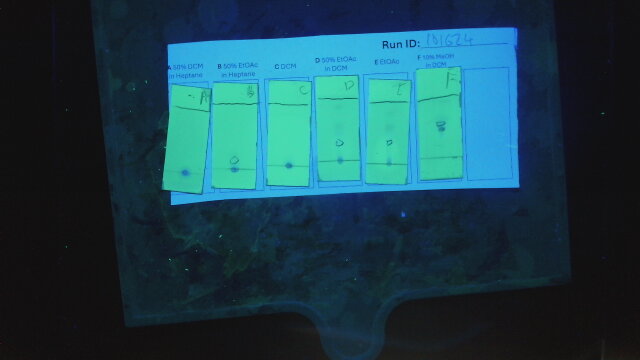 Run ID: 101624
A 50% DCM in Heptane
B 50% EtOAc in Heptane
C DCM
D 50% EtOAc in DCM
E EtOAc
F 10% MeOH in DCM
A
B
C
D
E
F